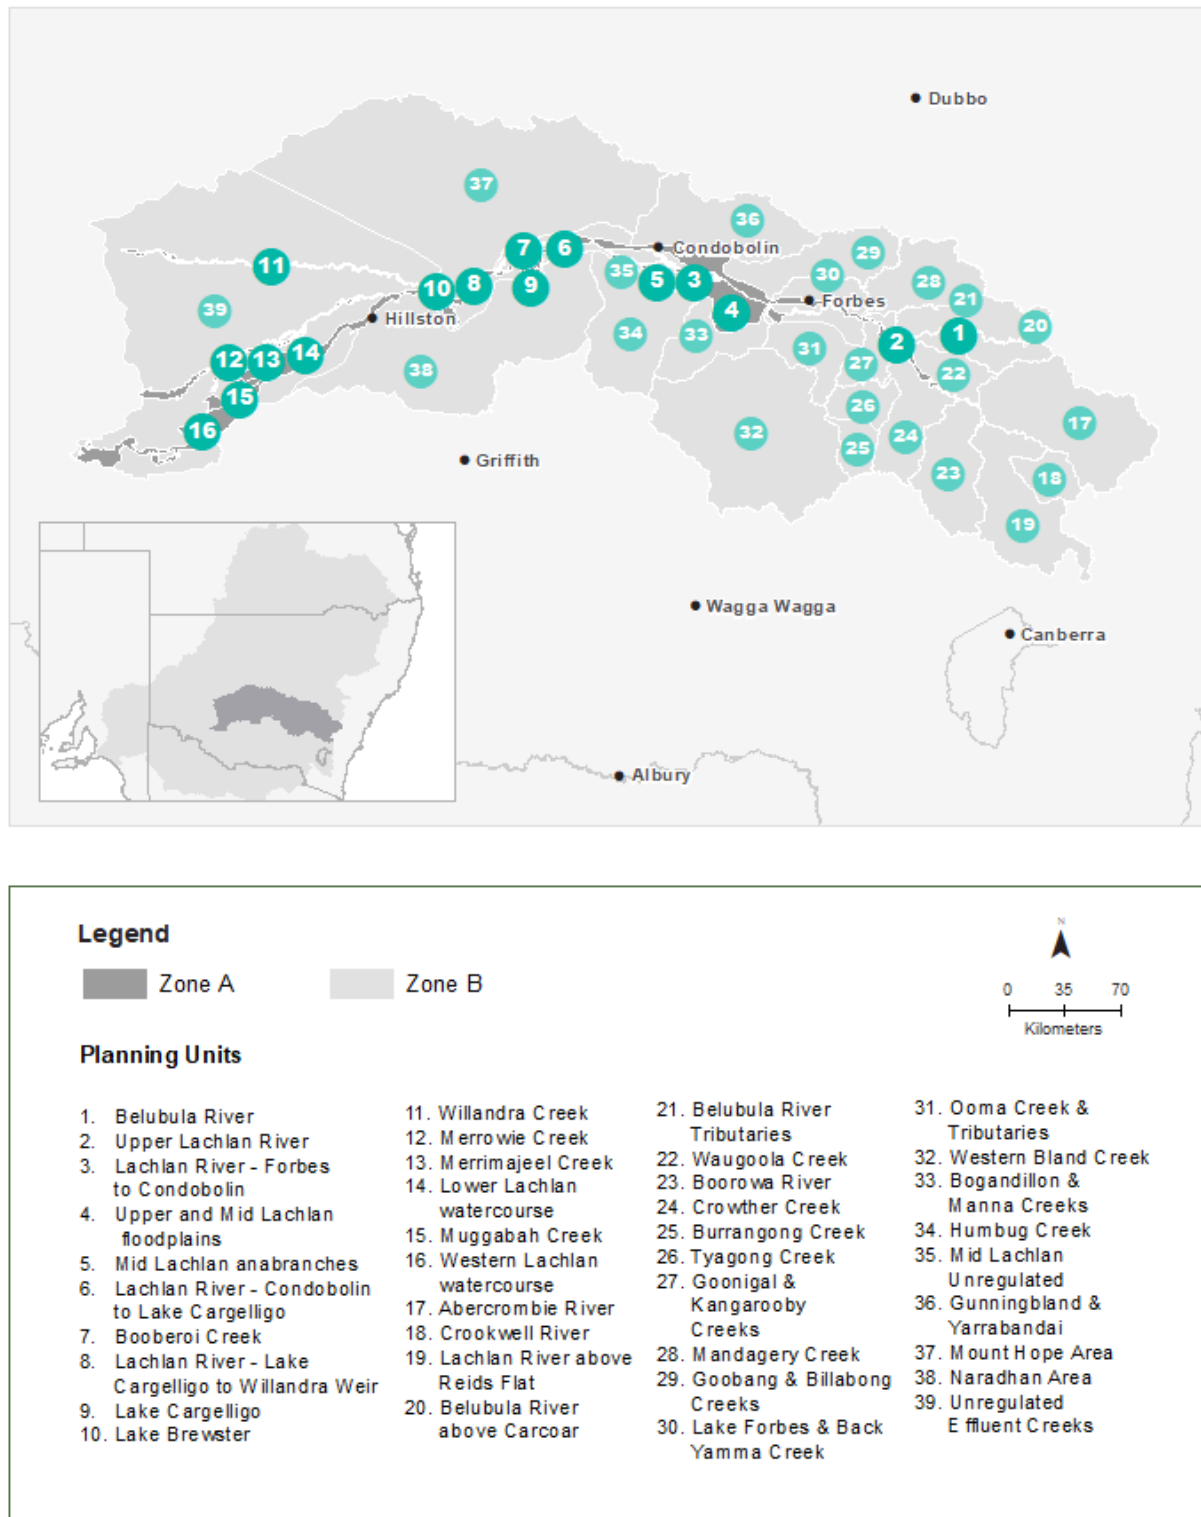 Dubbo
37
36
Condobolin
29
7
6
11
35
30
28
10
8
9
5
3
21
39
Forbes
4
20
Hillston
34
33
1
2
31
12
13
14
27
22
38
15
26
17
16
32
24
25
Griffith
23
18
19
Wagga Wagga
Canberra
Albury
Legend
Zone A
Zone B
N
0 35 70
Kilometers
Planning Units
1. Belubula River
2. Upper Lachlan River
3. Lachlan River - Forbes
to Condobolin
4. Upper and Mid Lachlan
floodplains
5. Mid Lachlan anabranches
6. Lachlan River - Condobolin
to Lake Cargelligo
7. Booberoi Creek
8. Lachlan River - Lake
Cargelligo to Willandra Weir
9. Lake Cargelligo
10. Lake Brewster
11. Willandra Creek
12. Merrowie Creek
13. Merrimajeel Creek
14. Lower Lachlan
watercourse
15. Muggabah Creek
16. Western Lachlan
watercourse
17. Abercrombie River
18. Crookwell River
19. Lachlan River above
Reids Flat
20. Belubula River
above Carcoar
21. Belubula River
Tributaries
22. Waugoola Creek
23. Boorowa River
24. Crowther Creek
25. Burrangong Creek
26. Tyagong Creek
27. Goonigal &
Kangarooby
Creeks
28. Mandagery Creek
29. Goobang & Billabong
Creeks
30. Lake Forbes & Back
Yamma Creek
31. Ooma Creek &
Tributaries
32. Western Bland Creek
33. Bogandillon &
Manna Creeks
34. Humbug Creek
35. Mid Lachlan
Unregulated
36. Gunningbland &
Yarrabandai
37. Mount Hope Area
38. Naradhan Area
39. Unregulated
Effluent Creeks